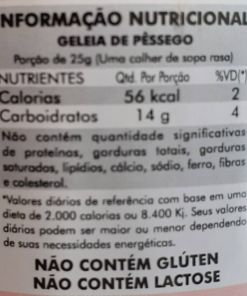 INFORMAÇÃO NUTRICIONAL
GELEIA DE PÊSSEGO
Porção de 25g (Uma colher de sopa rasa)
NUTRIENTES Qtd. Por Porção %VD(*)
Calorias 56 kcal 2
Carboidratos 14 g 4
Não contém quantidade significativas
de proteínas, gorduras totais, gorduras
saturadas, lipídios, cálcio, sódio, ferro, fibras
e colesterol.
*Valores diários de referência com base em uma
dieta de 2.000 calorias ou 8.400 Kj. Seus valores
diários podem ser maior ou menor dependendo
de suas necessidades energéticas.
NÃO CONTÉM GLÚTEN
NÃO CONTÉM LACTOSE